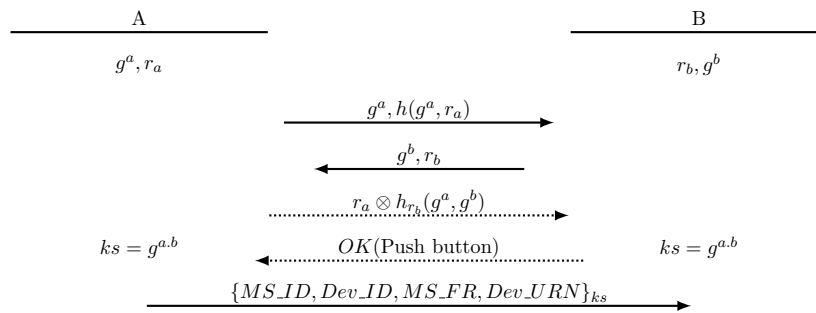 A B
g^a, r_a r_b, g^b
g^a, h(g^a, r_a)
g^b, r_b
r_a ⊗ h_{r_b}(g^a, g^b)
ks = g^{a.b} OK(Push button) ks = g^{a.b}
{MS_ID, Dev_ID, MS_FR, Dev_URN}_{ks}